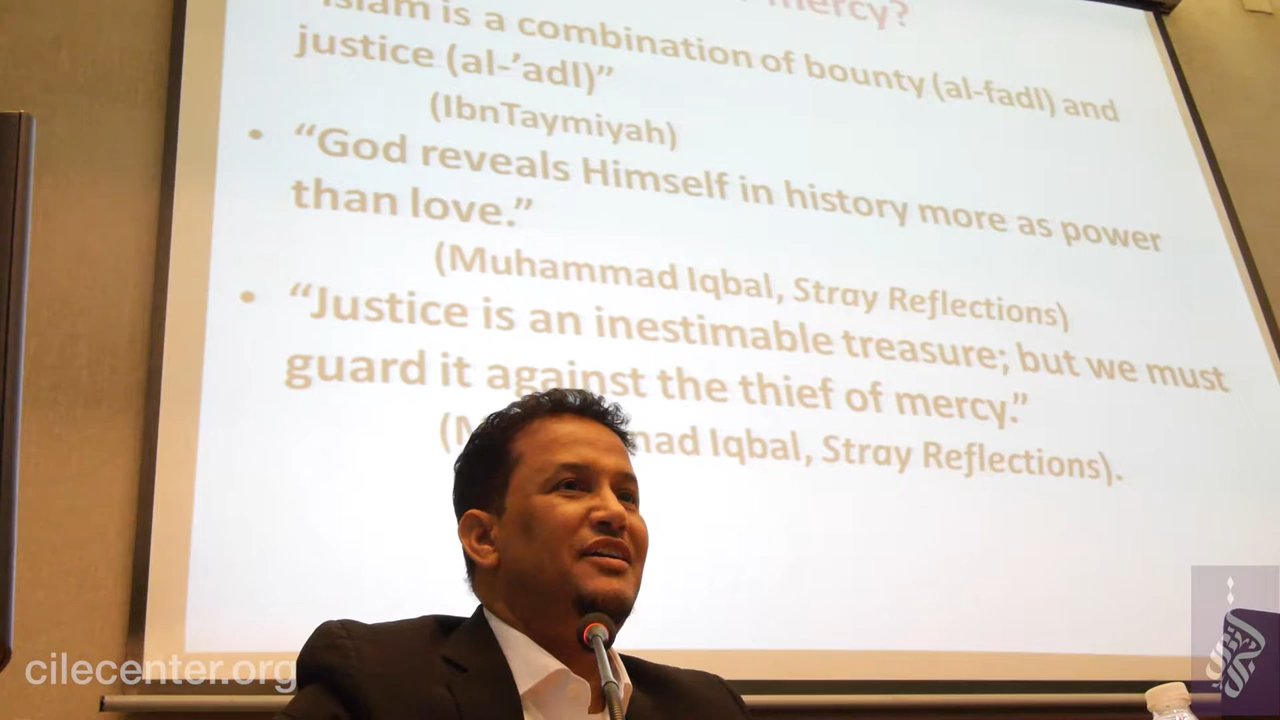 mercy?
Islam is a combination of bounty (al-fadl) and
justice (al-’adl)”
(IbnTaymiyah)
• “God reveals Himself in history more as power
than love.”
(Muhammad Iqbal, Stray Reflections)
• “Justice is an inestimable treasure; but we must
guard it against the thief of mercy.”
mad Iqbal, Stray Reflections).
cilecenter.org